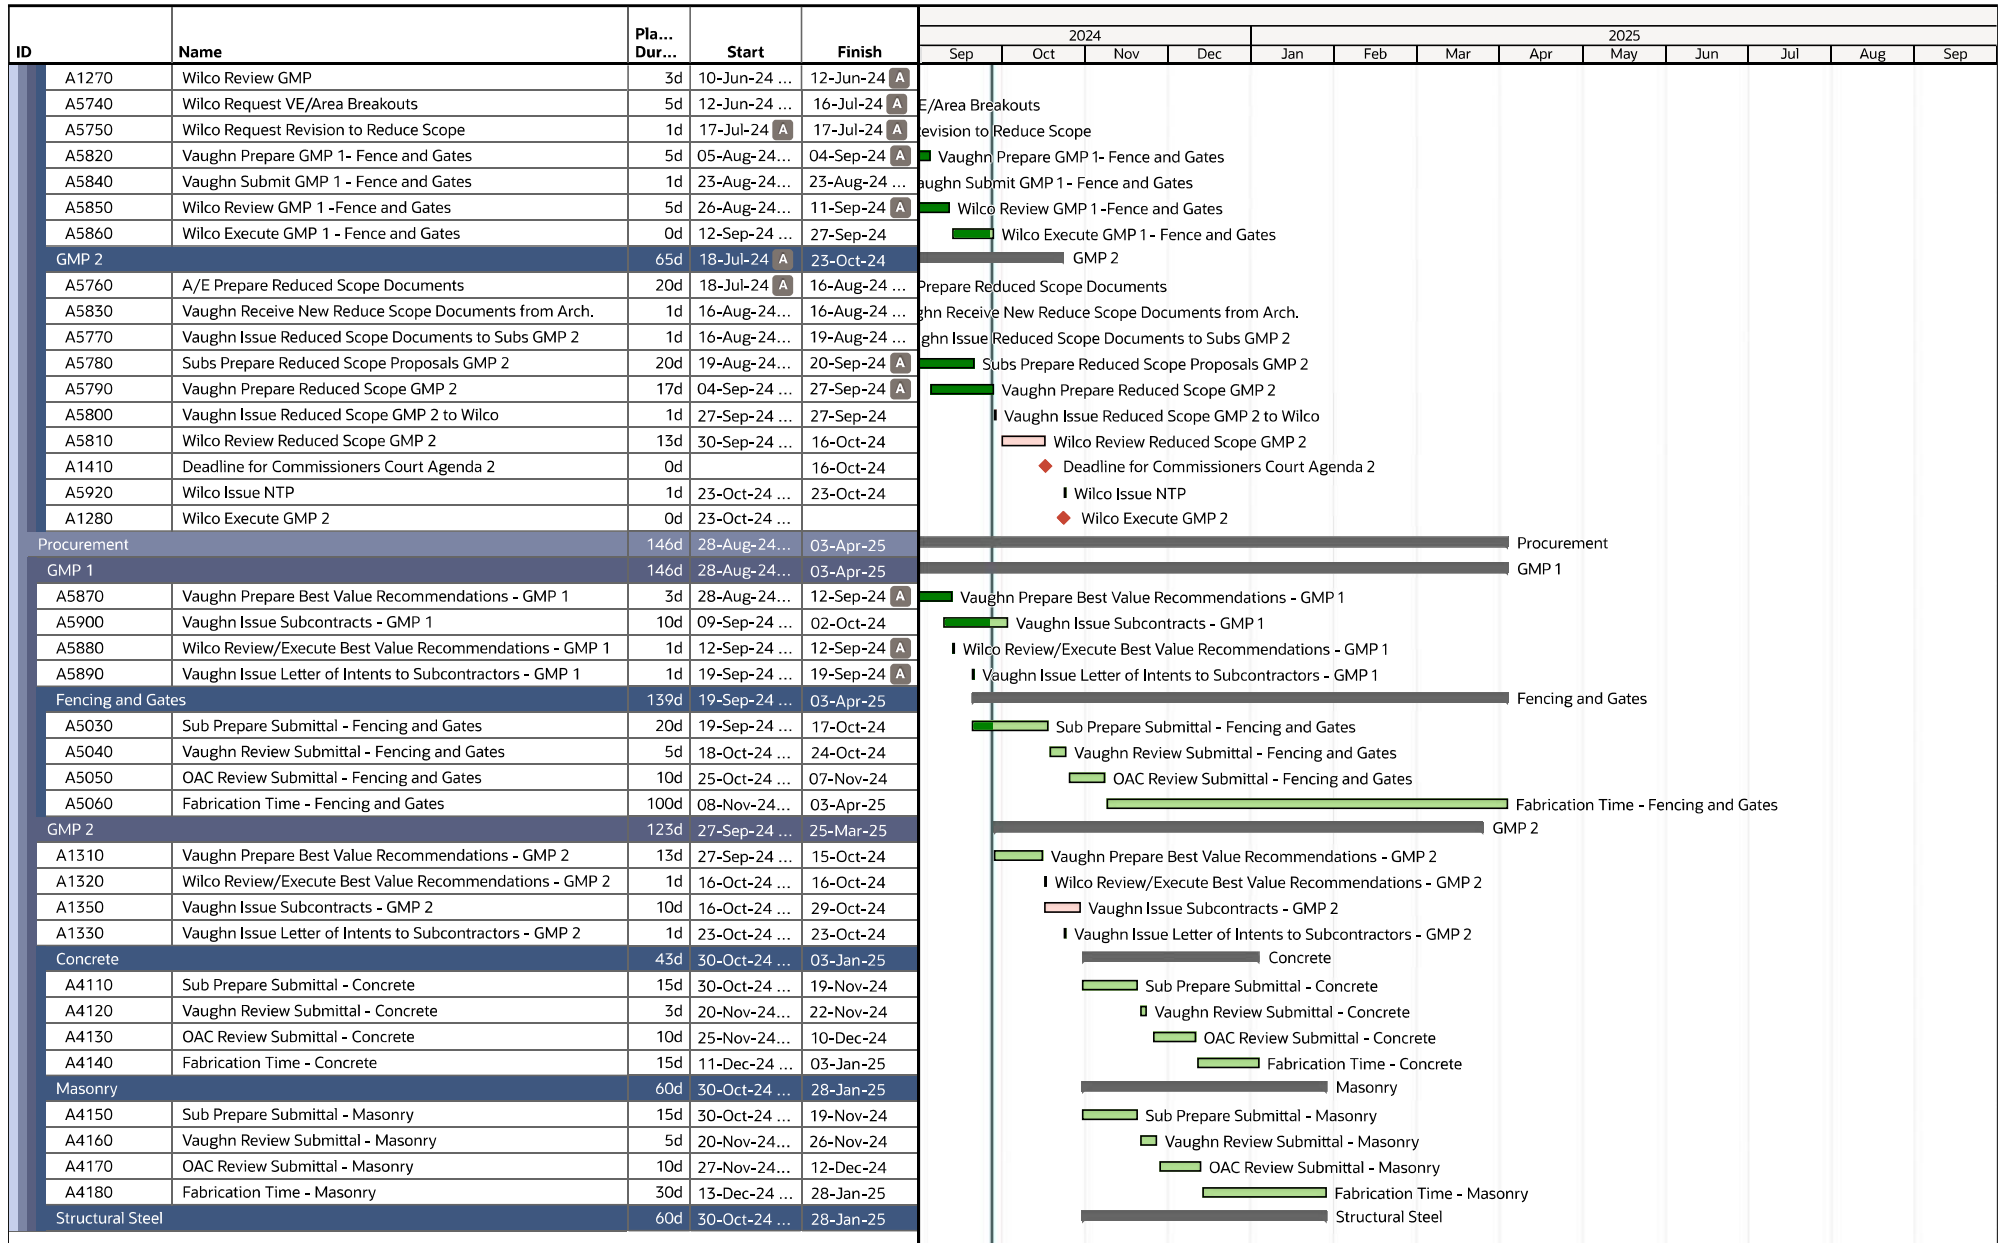 ID Name Pla... Dur... Start Finish 2024 2025
Sep Oct Nov Dec Jan Feb Mar Apr May Jun Jul Aug Sep
A1270 Wilco Review GMP 3d 10-Jun-24 ... 12-Jun-24 A
A5740 Wilco Request VE/Area Breakouts 5d 12-Jun-24 ... 16-Jul-24 A E/Area Breakouts
A5750 Wilco Request Revision to Reduce Scope 1d 17-Jul-24 A 17-Jul-24 A evision to Reduce Scope
A5820 Vaughn Prepare GMP 1- Fence and Gates 5d 05-Aug-24... 04-Sep-24 A Vaughn Prepare GMP 1- Fence and Gates
A5840 Vaughn Submit GMP 1 - Fence and Gates 1d 23-Aug-24... 23-Aug-24 ... aughn Submit GMP 1 - Fence and Gates
A5850 Wilco Review GMP 1 -Fence and Gates 5d 26-Aug-24... 11-Sep-24 A Wilco Review GMP 1 -Fence and Gates
A5860 Wilco Execute GMP 1 - Fence and Gates 0d 12-Sep-24 ... 27-Sep-24 Wilco Execute GMP 1 - Fence and Gates
GMP 2 65d 18-Jul-24 A 23-Oct-24 GMP 2
A5760 A/E Prepare Reduced Scope Documents 20d 18-Jul-24 A 16-Aug-24 ... Prepare Reduced Scope Documents
A5830 Vaughn Receive New Reduce Scope Documents from Arch. 1d 16-Aug-24... 16-Aug-24 ... ghn Receive New Reduce Scope Documents from Arch.
A5770 Vaughn Issue Reduced Scope Documents to Subs GMP 2 1d 16-Aug-24... 19-Aug-24 ... ghn Issue Reduced Scope Documents to Subs GMP 2
A5780 Subs Prepare Reduced Scope Proposals GMP 2 20d 19-Aug-24... 20-Sep-24 A Subs Prepare Reduced Scope Proposals GMP 2
A5790 Vaughn Prepare Reduced Scope GMP 2 17d 04-Sep-24 ... 27-Sep-24 A Vaughn Prepare Reduced Scope GMP 2
A5800 Vaughn Issue Reduced Scope GMP 2 to Wilco 1d 27-Sep-24 ... 27-Sep-24 Vaughn Issue Reduced Scope GMP 2 to Wilco
A5810 Wilco Review Reduced Scope GMP 2 13d 30-Sep-24 ... 16-Oct-24 Wilco Review Reduced Scope GMP 2
A1410 Deadline for Commissioners Court Agenda 2 0d 16-Oct-24 Deadline for Commissioners Court Agenda 2
A5920 Wilco Issue NTP 1d 23-Oct-24 ... 23-Oct-24 Wilco Issue NTP
A1280 Wilco Execute GMP 2 0d 23-Oct-24 ... Wilco Execute GMP 2
Procurement 146d 28-Aug-24... 03-Apr-25 Procurement
GMP 1 146d 28-Aug-24... 03-Apr-25 GMP 1
A5870 Vaughn Prepare Best Value Recommendations - GMP 1 3d 28-Aug-24... 12-Sep-24 A Vaughn Prepare Best Value Recommendations - GMP 1
A5900 Vaughn Issue Subcontracts - GMP 1 10d 09-Sep-24 ... 02-Oct-24 Vaughn Issue Subcontracts - GMP 1
A5880 Wilco Review/Execute Best Value Recommendations - GMP 1 1d 12-Sep-24 ... 12-Sep-24 A Wilco Review/Execute Best Value Recommendations - GMP 1
A5890 Vaughn Issue Letter of Intents to Subcontractors - GMP 1 1d 19-Sep-24 ... 19-Sep-24 A Vaughn Issue Letter of Intents to Subcontractors - GMP 1
Fencing and Gates 139d 19-Sep-24 ... 03-Apr-25 Fencing and Gates
A5030 Sub Prepare Submittal - Fencing and Gates 20d 19-Sep-24 ... 17-Oct-24 Sub Prepare Submittal - Fencing and Gates
A5040 Vaughn Review Submittal - Fencing and Gates 5d 18-Oct-24 ... 24-Oct-24 Vaughn Review Submittal - Fencing and Gates
A5050 OAC Review Submittal - Fencing and Gates 10d 25-Oct-24 ... 07-Nov-24 OAC Review Submittal - Fencing and Gates
A5060 Fabrication Time - Fencing and Gates 100d 08-Nov-24... 03-Apr-25 Fabrication Time - Fencing and Gates
GMP 2 123d 27-Sep-24 ... 25-Mar-25 GMP 2
A1310 Vaughn Prepare Best Value Recommendations - GMP 2 13d 27-Sep-24 ... 15-Oct-24 Vaughn Prepare Best Value Recommendations - GMP 2
A1320 Wilco Review/Execute Best Value Recommendations - GMP 2 1d 16-Oct-24 ... 16-Oct-24 Wilco Review/Execute Best Value Recommendations - GMP 2
A1350 Vaughn Issue Subcontracts - GMP 2 10d 16-Oct-24 ... 29-Oct-24 Vaughn Issue Subcontracts - GMP 2
A1330 Vaughn Issue Letter of Intents to Subcontractors - GMP 2 1d 23-Oct-24 ... 23-Oct-24 Vaughn Issue Letter of Intents to Subcontractors - GMP 2
Concrete 43d 30-Oct-24 ... 03-Jan-25 Concrete
A4110 Sub Prepare Submittal - Concrete 15d 30-Oct-24 ... 19-Nov-24 Sub Prepare Submittal - Concrete
A4120 Vaughn Review Submittal - Concrete 3d 20-Nov-24... 22-Nov-24 Vaughn Review Submittal - Concrete
A4130 OAC Review Submittal - Concrete 10d 25-Nov-24... 10-Dec-24 OAC Review Submittal - Concrete
A4140 Fabrication Time - Concrete 15d 11-Dec-24 ... 03-Jan-25 Fabrication Time - Concrete
Masonry 60d 30-Oct-24 ... 28-Jan-25 Masonry
A4150 Sub Prepare Submittal - Masonry 15d 30-Oct-24 ... 19-Nov-24 Sub Prepare Submittal - Masonry
A4160 Vaughn Review Submittal - Masonry 5d 20-Nov-24... 26-Nov-24 Vaughn Review Submittal - Masonry
A4170 OAC Review Submittal - Masonry 10d 27-Nov-24... 12-Dec-24 OAC Review Submittal - Masonry
A4180 Fabrication Time - Masonry 30d 13-Dec-24 ... 28-Jan-25 Fabrication Time - Masonry
Structural Steel 60d 30-Oct-24 ... 28-Jan-25 Structural Steel